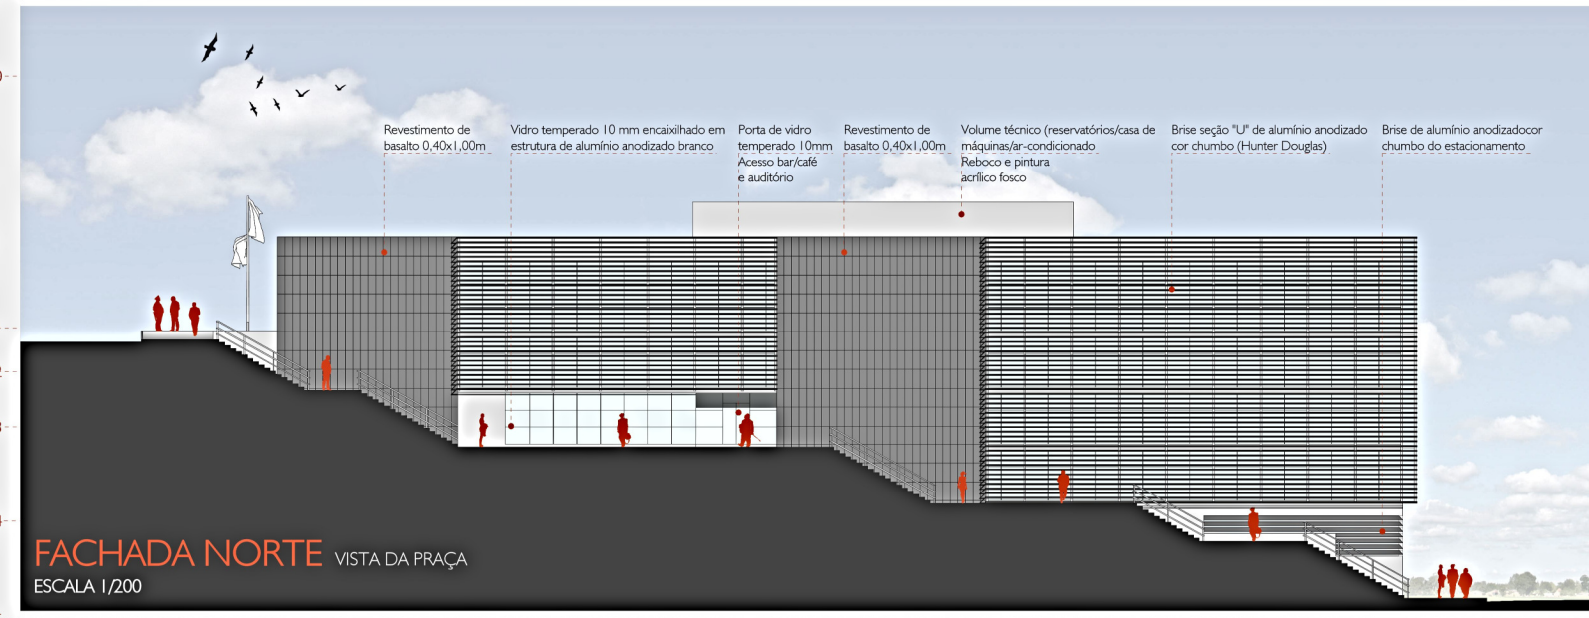 Revestimento de
basalto 0,40x1,00m
Vidro temperado 10 mm encaixilhado em
estrutura de alumínio anodizado branco
Porta de vidro
temperado 10mm
Acesso bar/café
e auditório
Revestimento de
basalto 0,40x1,00m
Volume técnico (reservatórios/casa de
máquinas/ar-condicionado
Reboco e pintura
acrílico fosco
Brise seção "U" de alumínio anodizado
cor chumbo (Hunter Douglas)
Brise de alumínio anodizadocor
chumbo do estacionamento
FACHADA NORTE VISTA DA PRAÇA
ESCALA 1/200